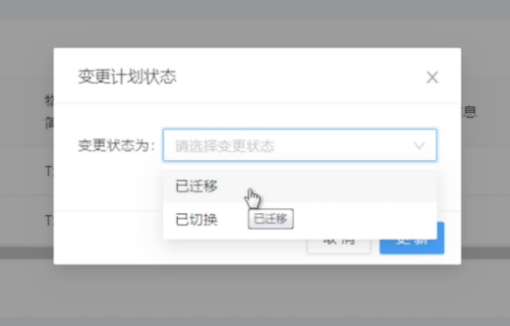 变更计划状态
变更状态为：
请选择变更状态
已迁移
已切换
已迁移
取 消
更 新
息